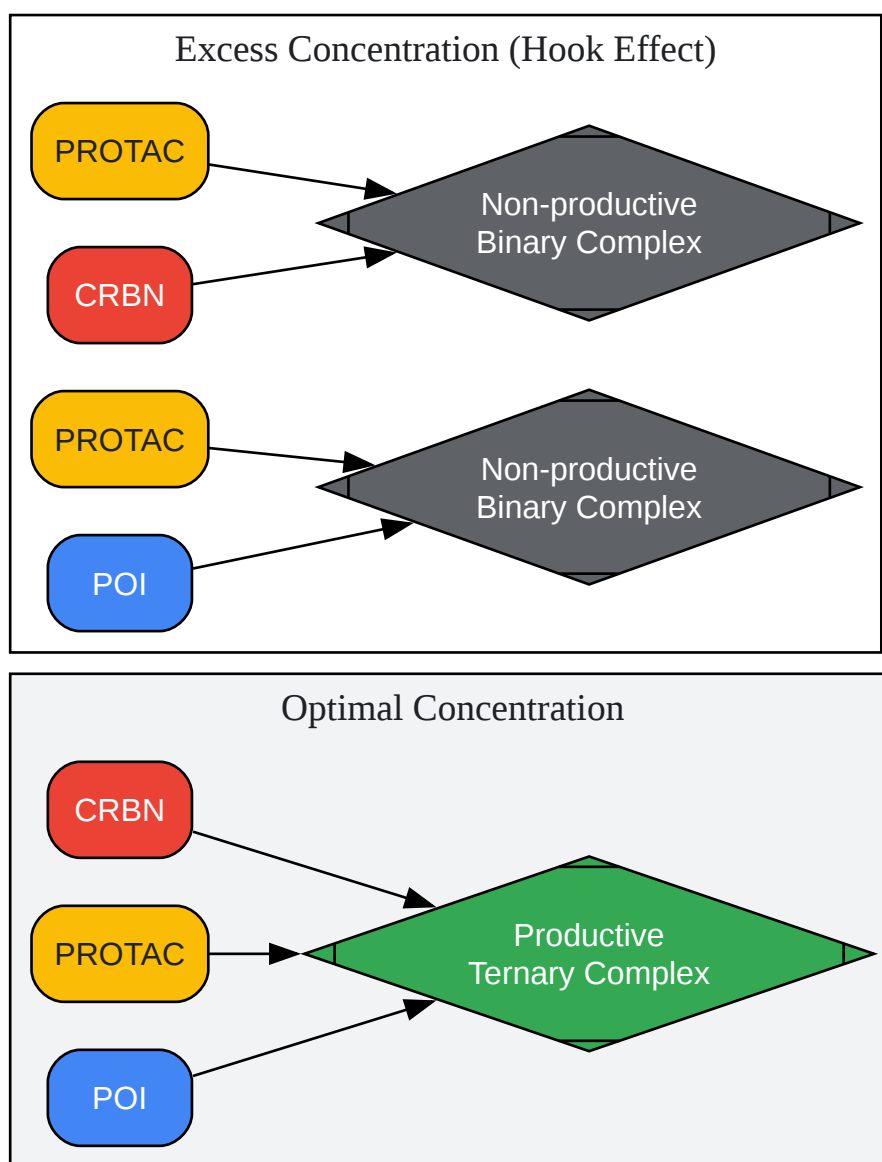 Excess Concentration (Hook Effect)
PROTAC
CRBN
Non-productive
Binary Complex
PROTAC
POI
Non-productive
Binary Complex
Optimal Concentration
CRBN
PROTAC
POI
Productive
Ternary Complex